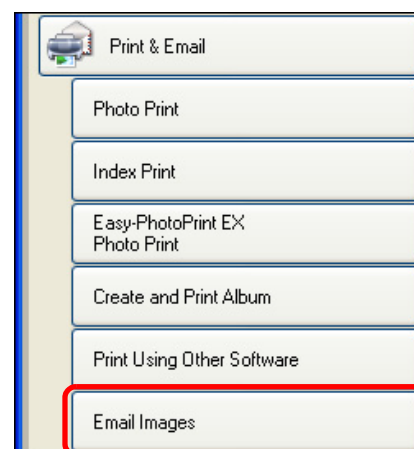 Print & Email
Photo Print
Index Print
Easy-PhotoPrint EX
Photo Print
Create and Print Album
Print Using Other Software
Email Images